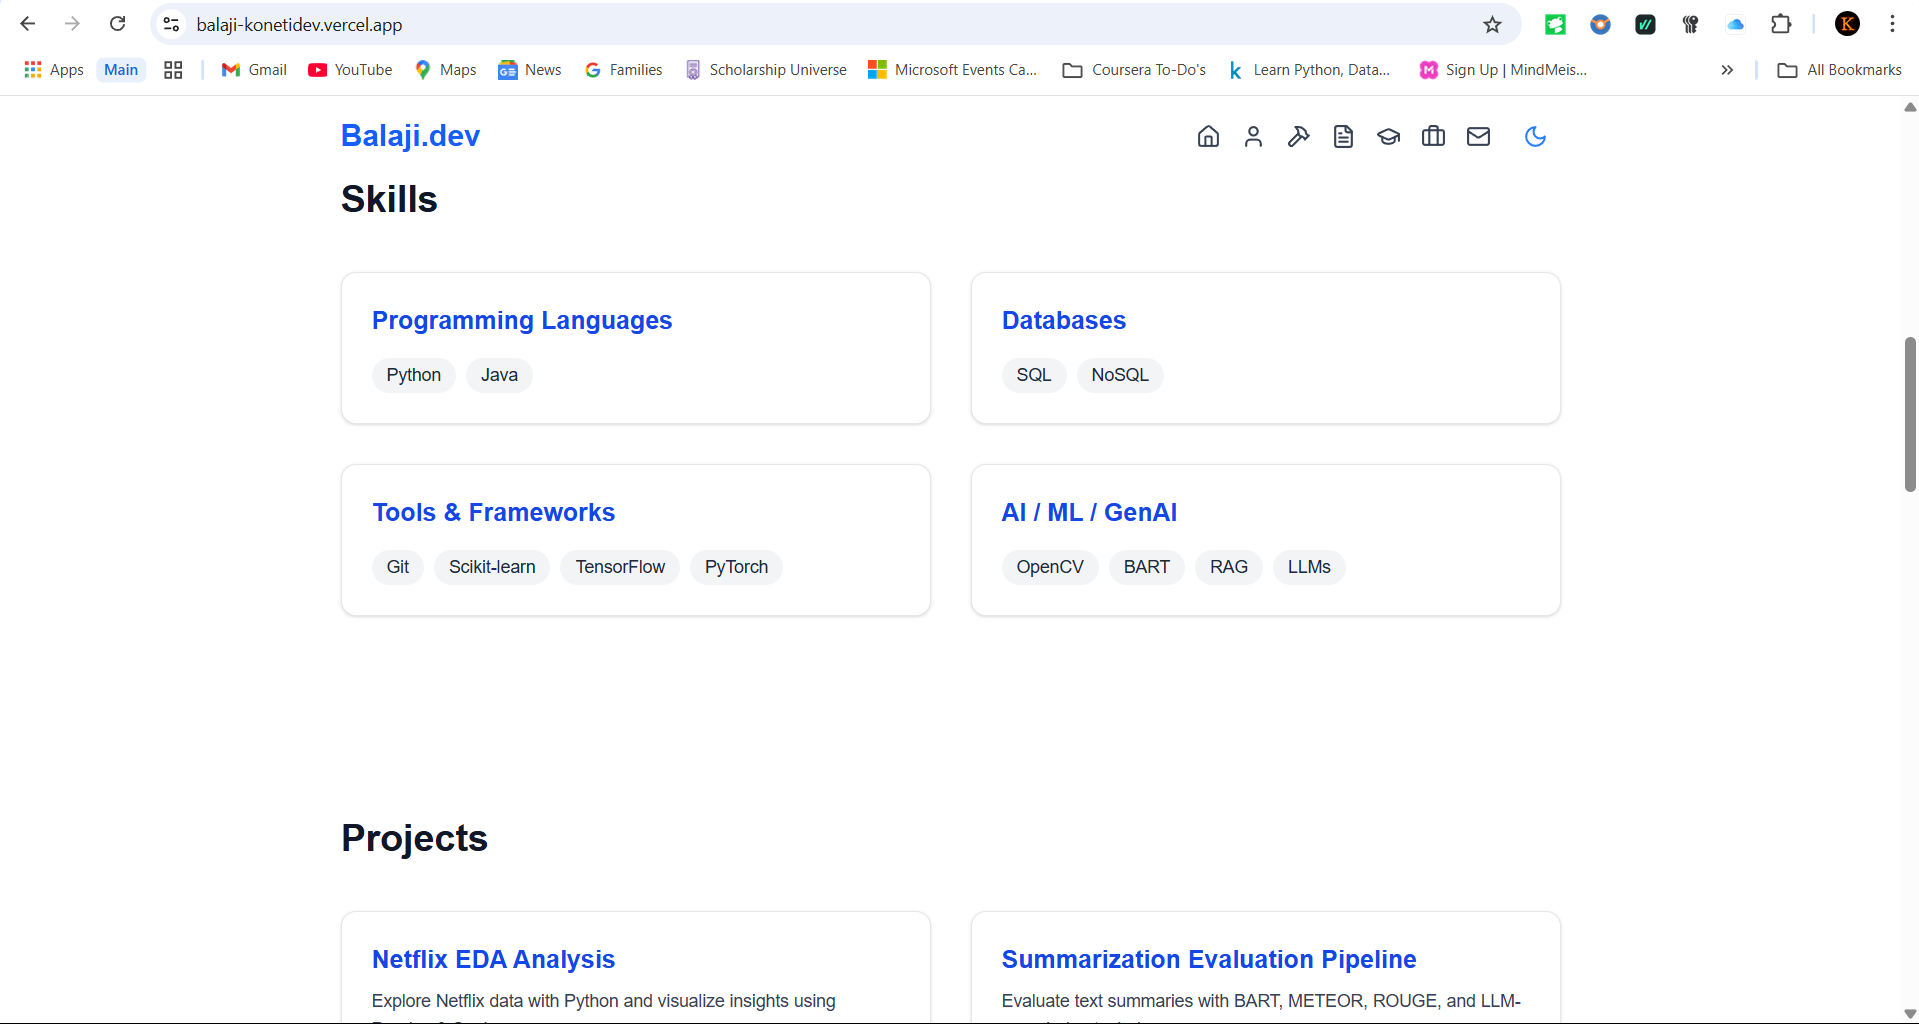 balaji-konetidev.vercel.app
K
Apps Main Gmail YouTube Maps News Families Scholarship Universe Microsoft Events Ca... Coursera To-Do's Learn Python, Data... Sign Up | MindMeis... » All Bookmarks
Balaji.dev
Skills
Programming Languages
Python Java
Databases
SQL NoSQL
Tools & Frameworks
Git Scikit-learn TensorFlow PyTorch
AI / ML / GenAI
OpenCV BART RAG LLMs
Projects
Netflix EDA Analysis
Explore Netflix data with Python and visualize insights using
Summarization Evaluation Pipeline
Evaluate text summaries with BART, METEOR, ROUGE, and LLM-